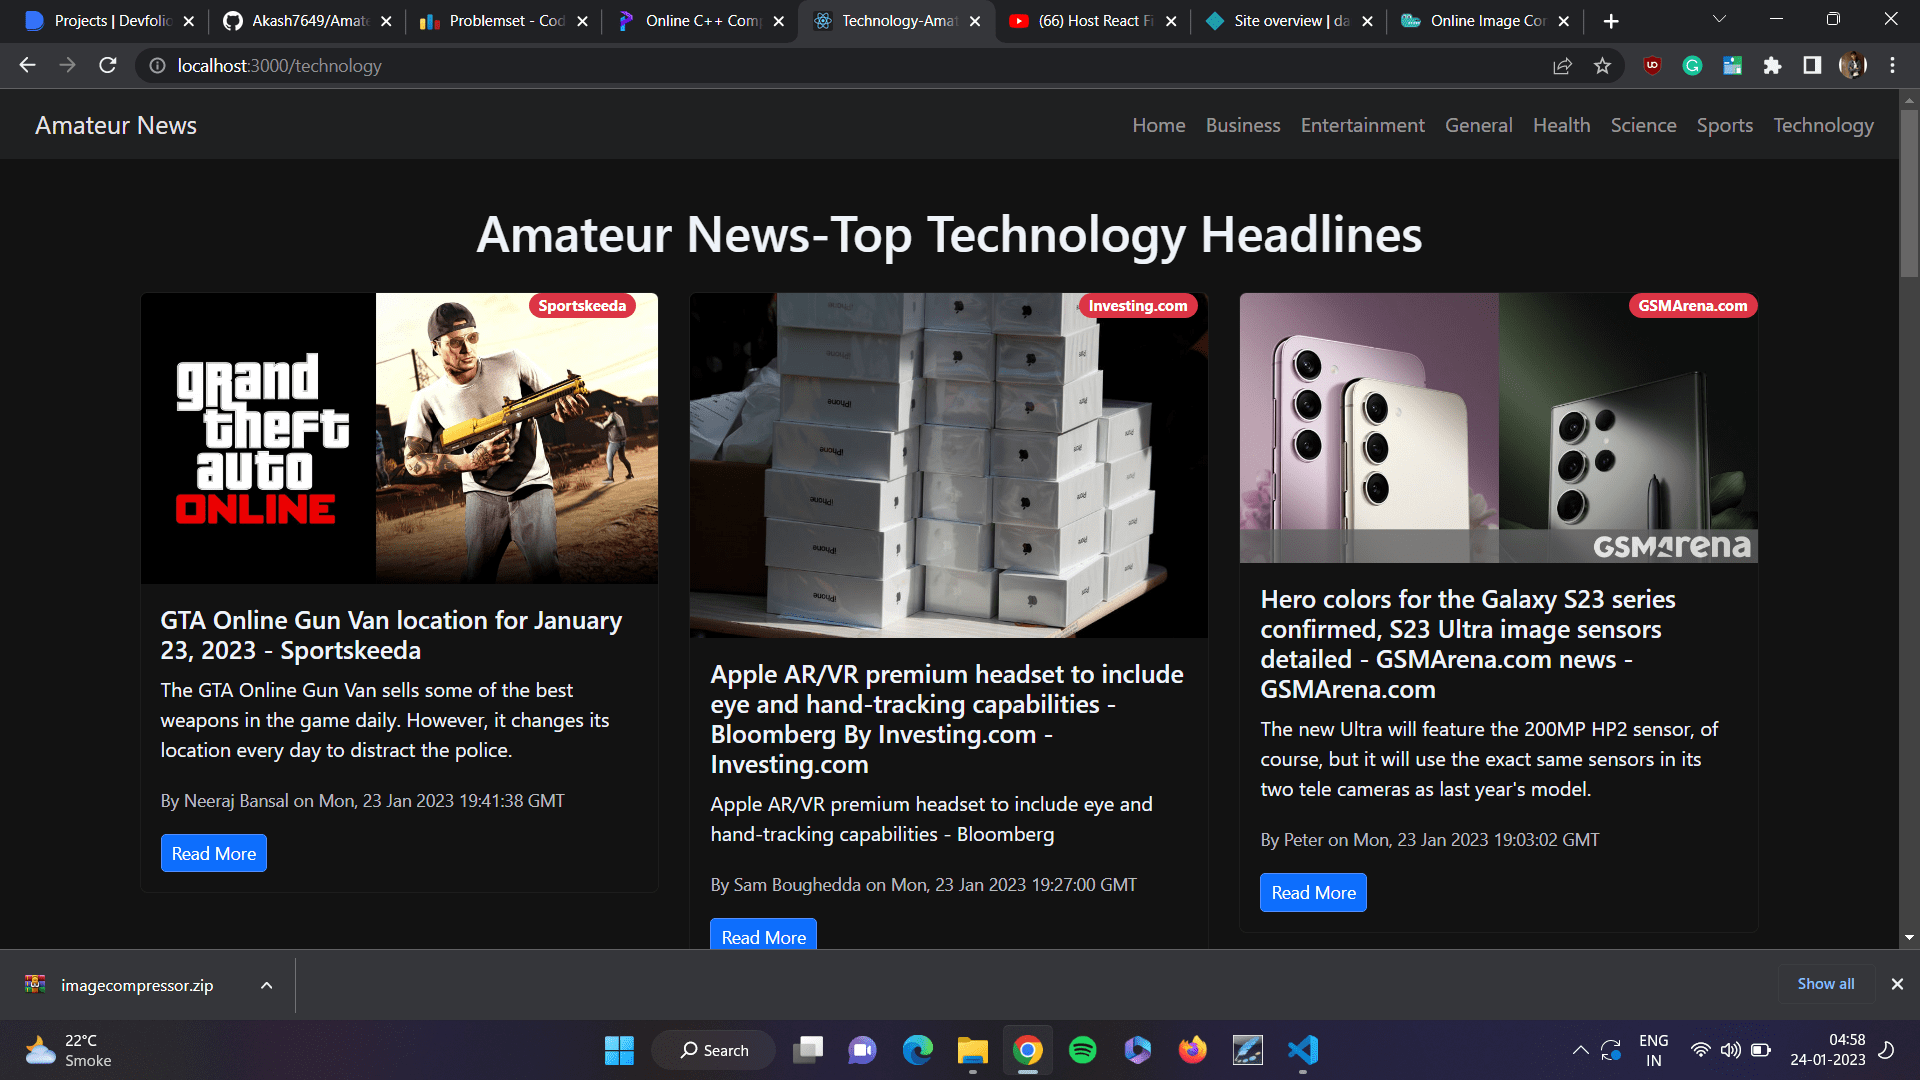 Projects | Devfolio
Akash7649/Amate
Problemset - Cod
Online C++ Comp
Technology-Amat
(66) Host React Fi
Site overview | da
Online Image Cor
localhost:3000/technology
Amateur News
Home
Business
Entertainment
General
Health
Science
Sports
Technology
Amateur News-Top Technology Headlines
Sportskeeda
grand
theft
auto
ONLINE
GTA Online Gun Van location for January
23, 2023 - Sportskeeda
The GTA Online Gun Van sells some of the best
weapons in the game daily. However, it changes its
location every day to distract the police.
By Neeraj Bansal on Mon, 23 Jan 2023 19:41:38 GMT
Read More
Investing.com
iPhone
iPhone
iPhone
iPhone
iPhone
iPhone
Apple AR/VR premium headset to include
eye and hand-tracking capabilities -
Bloomberg By Investing.com -
Investing.com
Apple AR/VR premium headset to include eye and
hand-tracking capabilities - Bloomberg
By Sam Boughedda on Mon, 23 Jan 2023 19:27:00 GMT
Read More
GSMArena.com
GSMArena
Hero colors for the Galaxy S23 series
confirmed, S23 Ultra image sensors
detailed - GSMArena.com news -
GSMArena.com
The new Ultra will feature the 200MP HP2 sensor, of
course, but it will use the exact same sensors in its
two tele cameras as last year's model.
By Peter on Mon, 23 Jan 2023 19:03:02 GMT
Read More
imagecompressor.zip
Show all
22°C
Smoke
Search
ENG
IN
04:58
24-01-2023